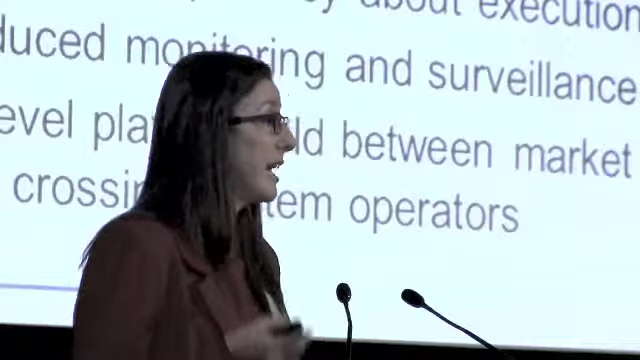 about execution
duced monitoring and surveillance
evel pla ld between market
crossin tem operators